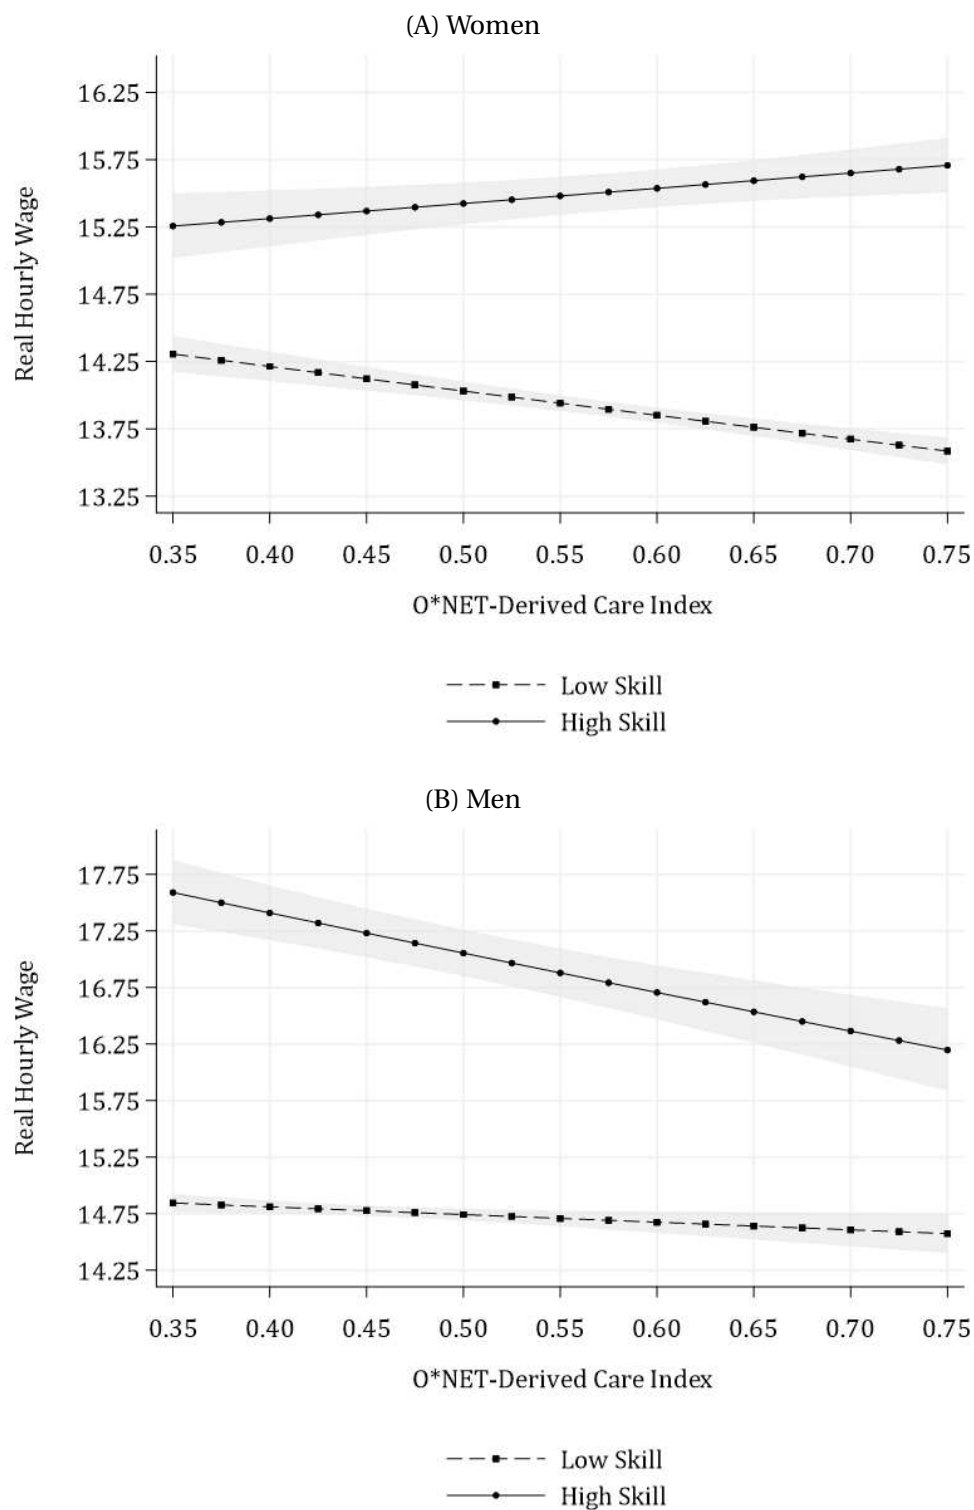 (A) Women
16.25
15.75
15.25
14.75
14.25
13.75
13.25
Real Hourly Wage
0.35 0.40 0.45 0.50 0.55 0.60 0.65 0.70 0.75
O*NET-Derived Care Index
Low Skill
High Skill
(B) Men
17.75
17.25
16.75
16.25
15.75
15.25
14.75
14.25
Real Hourly Wage
0.35 0.40 0.45 0.50 0.55 0.60 0.65 0.70 0.75
O*NET-Derived Care Index
Low Skill
High Skill